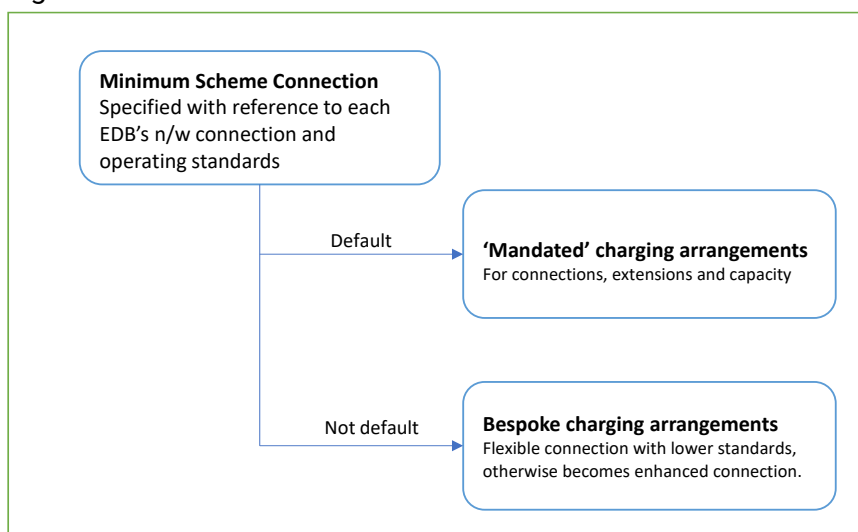 Minimum Scheme Connection
Specified with reference to each
EDB's n/w connection and
operating standards
Default
‘Mandated’ charging arrangements
For connections, extensions and capacity
Not default
Bespoke charging arrangements
Flexible connection with lower standards,
otherwise becomes enhanced connection.